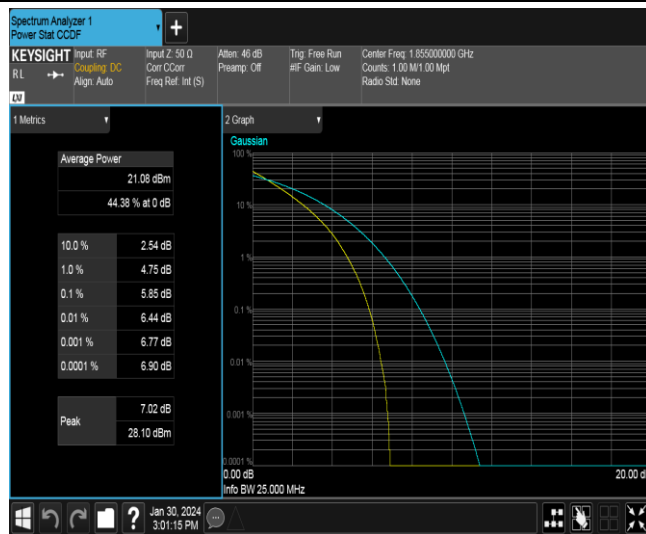 Spectrum Analyzer 1
Power Stat CCDF
+
KEYSIGHT
RL
LXI
Input: RF
Coupling: DC
Align: Auto
Input Z: 50 Ω
Corr CCorr
Freq Ref: Int (S)
Atten: 46 dB
Preamp: Off
Trig: Free Run
#IF Gain: Low
Center Freq: 1.855000000 GHz
Counts: 1.00 M/1.00 Mpt
Radio Std: None
1 Metrics
Average Power
21.08 dBm
44.38 % at 0 dB
10.0 % 2.54 dB
1.0 % 4.75 dB
0.1 % 5.85 dB
0.01 % 6.44 dB
0.001 % 6.77 dB
0.0001 % 6.90 dB
Peak 7.02 dB
28.10 dBm
2 Graph
Gaussian
100 %
10 %
1 %
0.1 %
0.01 %
0.001 %
0.0001 %
0.00 dB
20.00 d
Info BW 25.000 MHz
?
Jan 30, 2024
3:01:15 PM